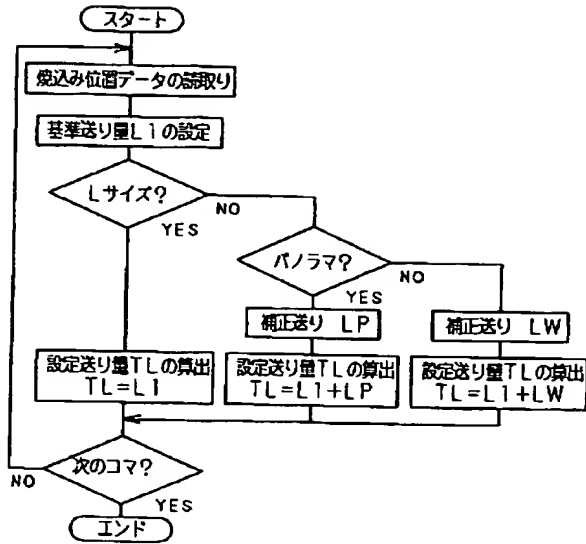 スタート
焼込み位置データの読取り
基準送り量L1の設定
Lサイズ?
NO
YES
パノラマ?
NO
YES
補正送り LP
補正送り LW
設定送り量TLの算出
TL=L1
設定送り量TLの算出
TL=L1+LP
設定送り量TLの算出
TL=L1+LW
次のコマ?
NO
YES
エンド